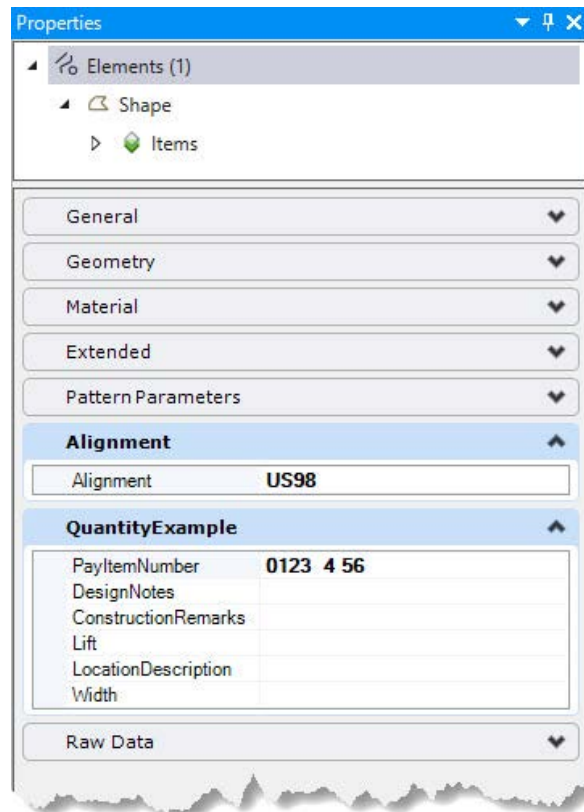 Properties
Elements (1)
Shape
Items
General
Geometry
Material
Extended
Pattern Parameters
Alignment
Alignment US98
QuantityExample
PayItemNumber 0123 4 56
DesignNotes
ConstructionRemarks
Lift
LocationDescription
Width
Raw Data